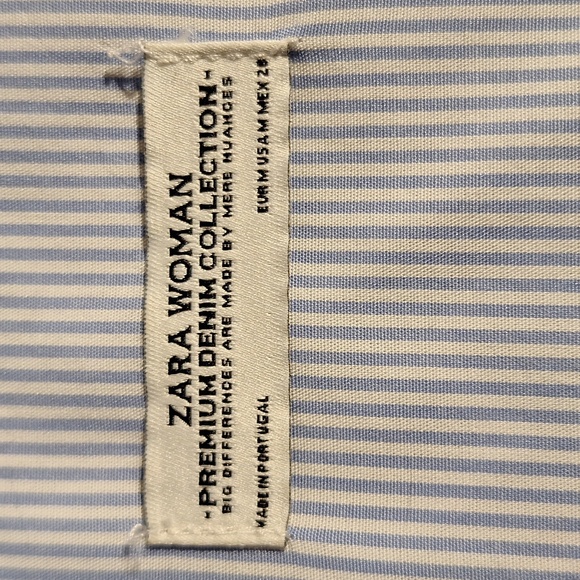 ZARA WOMAN
-PREMIUM DENIM COLLECTION-
BIG DIFFERENCES ARE MADE BY MERE NUANCES
MADE IN PORTUGAL EUR M USA M MEX 28